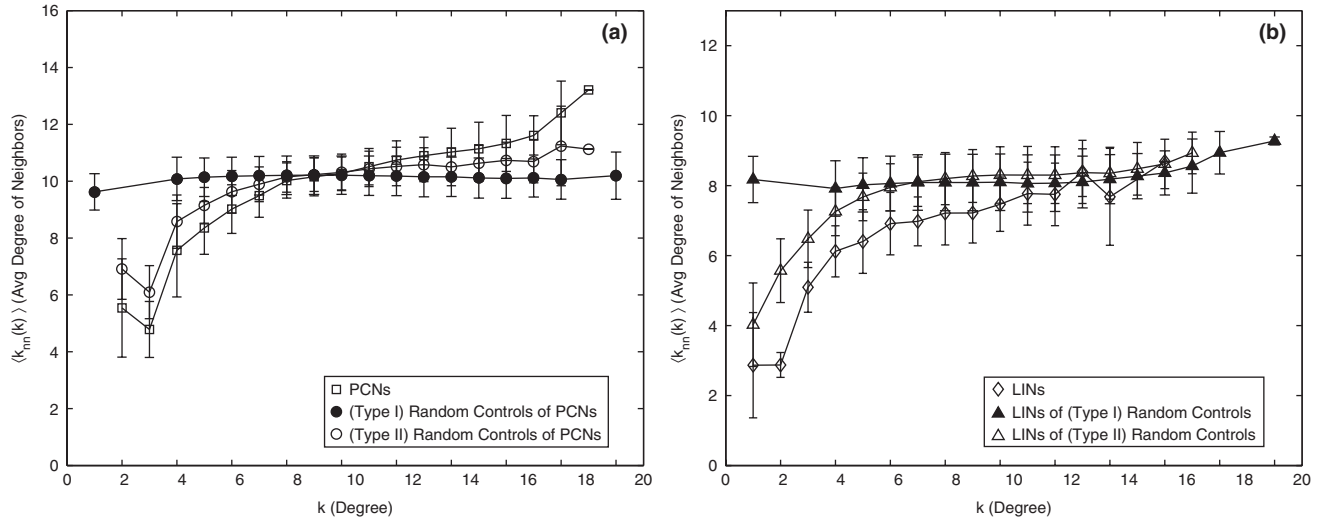 (a)
16
14
12
10
8
6
4
2
0
⟨k_nn(k)⟩ (Avg Degree of Neighbors)
PCNs
(Type I) Random Controls of PCNs
(Type II) Random Controls of PCNs
0 2 4 6 8 10 12 14 16 18 20
k (Degree)
(b)
12
10
8
6
4
2
0
⟨k_nn(k)⟩ (Avg Degree of Neighbors)
LINs
LINs of (Type I) Random Controls
LINs of (Type II) Random Controls
0 2 4 6 8 10 12 14 16 18 20
k (Degree)